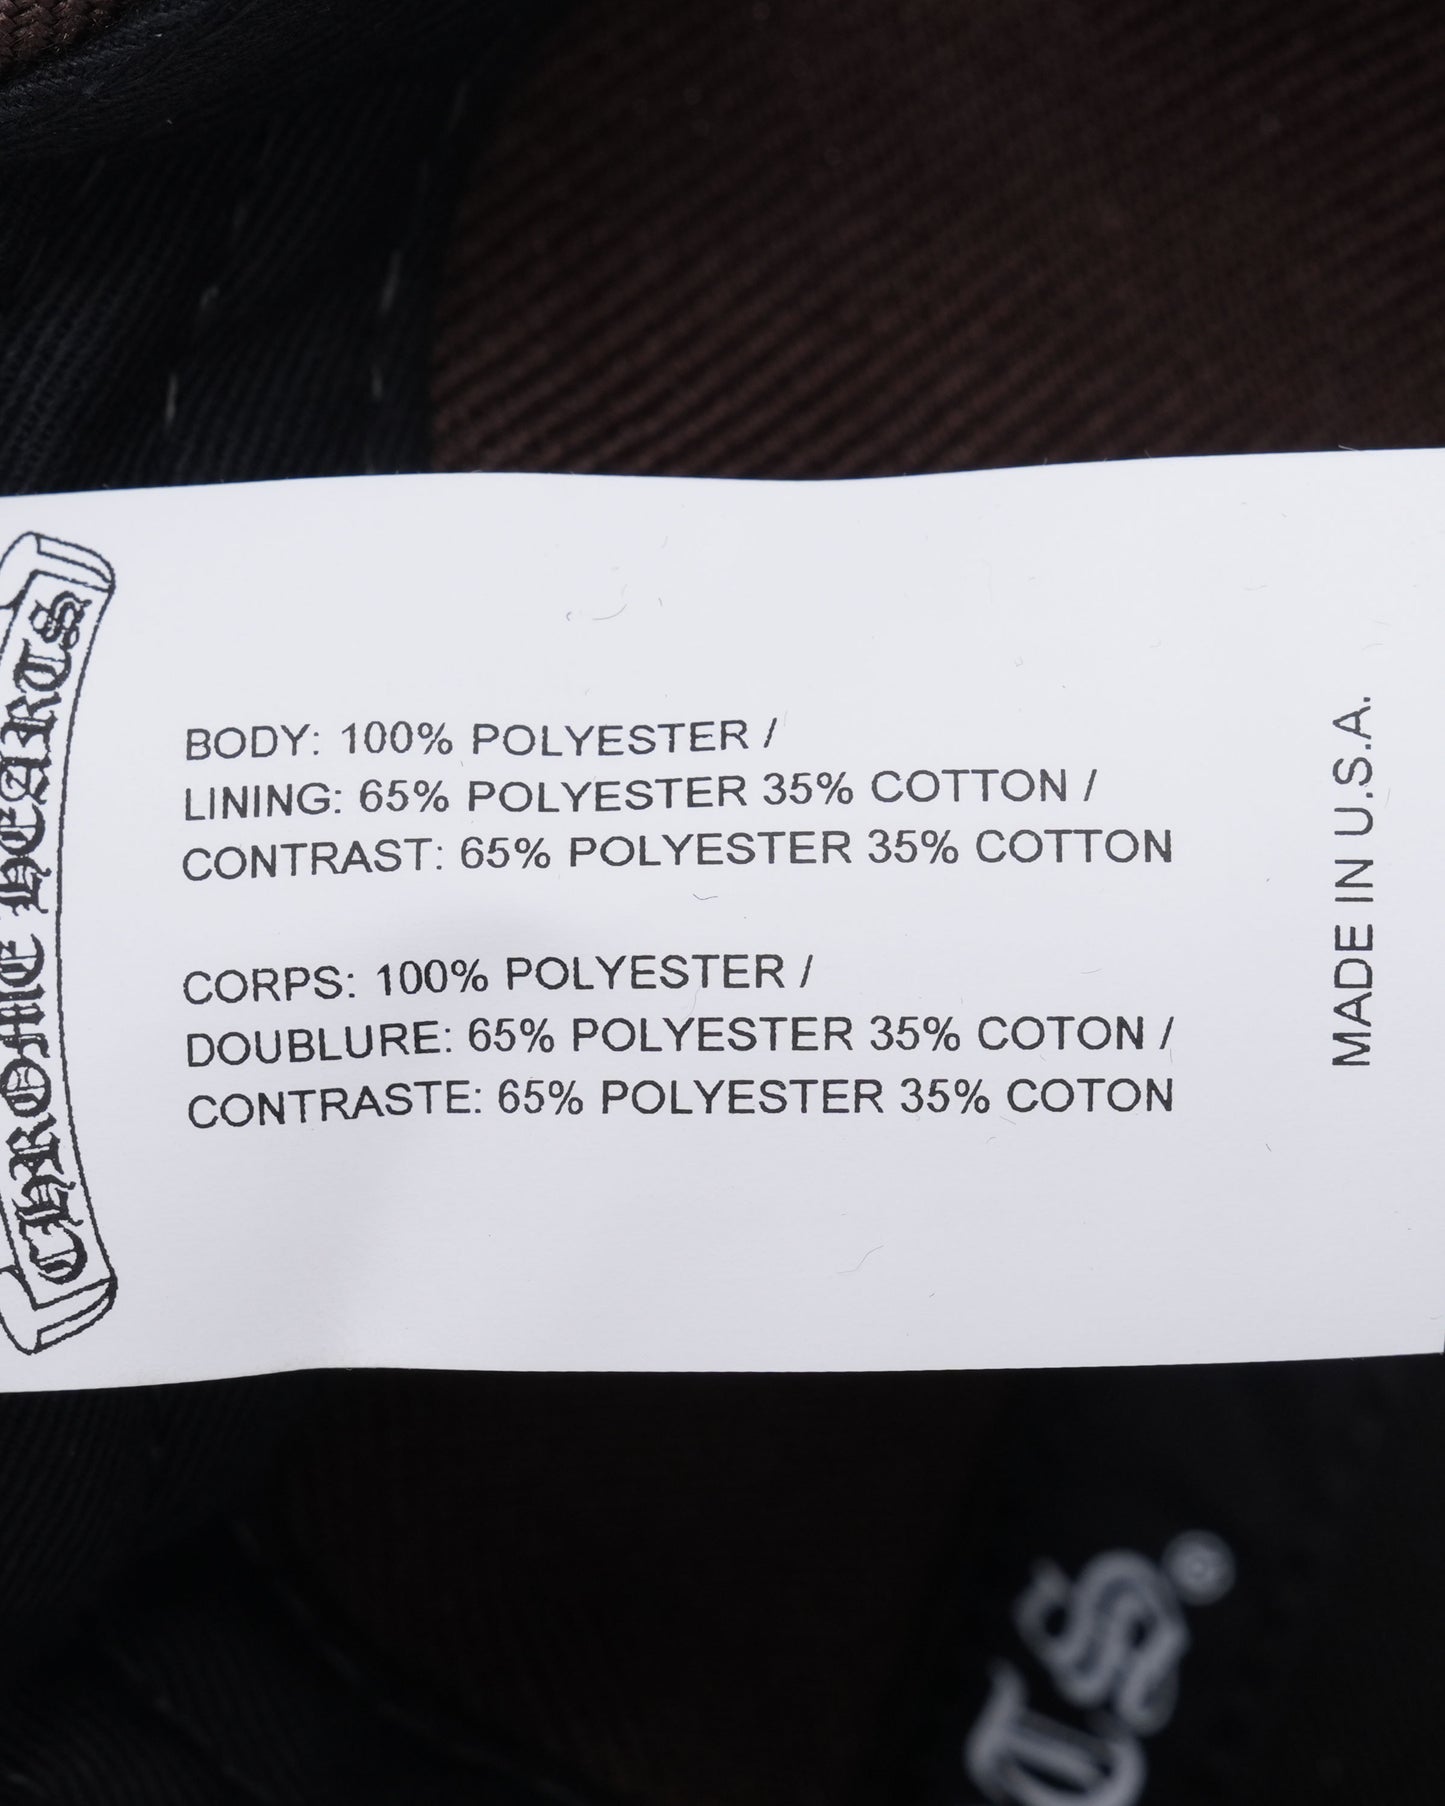 CHROME HEARTS
BODY: 100% POLYESTER /
LINING: 65% POLYESTER 35% COTTON /
CONTRAST: 65% POLYESTER 35% COTTON
CORPS: 100% POLYESTER /
DOUBLURE: 65% POLYESTER 35% COTON /
CONTRASTE: 65% POLYESTER 35% COTON
MADE IN U.S.A.
TS®